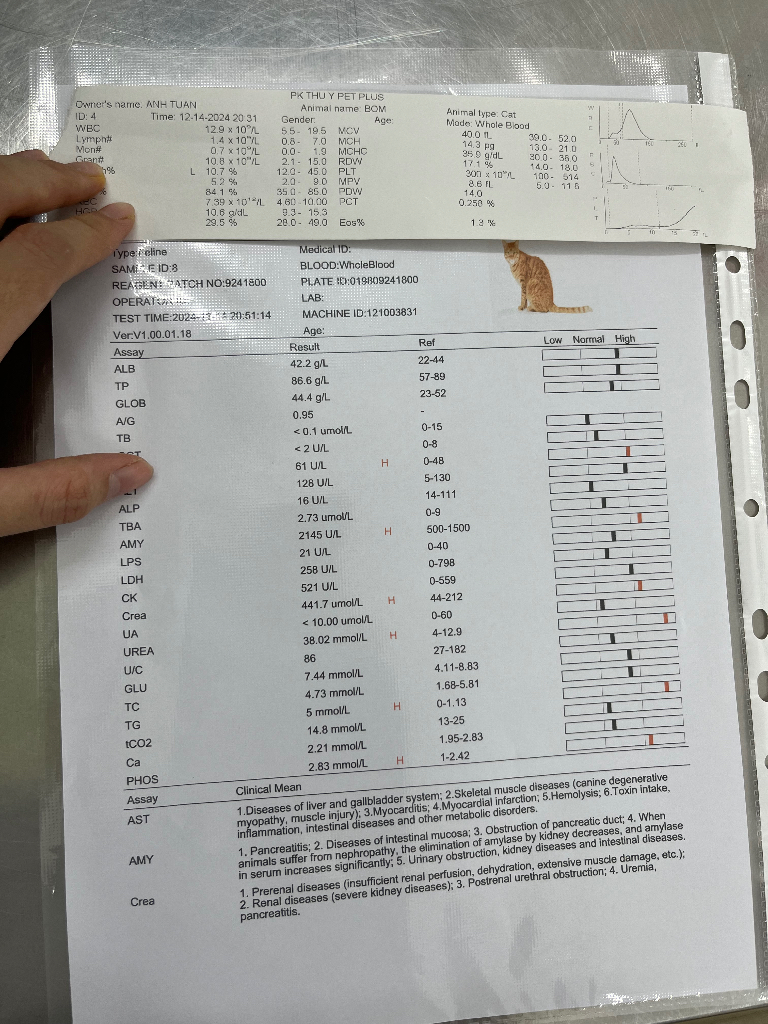 PK THU Y PET PLUS
Owner's name: ANH TUAN Animal name: BOM Animal type: Cat
ID: 4 Time: 12-14-2024 20:31 Gender: Age: Mode: Whole Blood
WBC 12.9 x 10^9/L 5.5 - 19.5 MCV 40.0 fL 39.0 - 52.0
Lymph# 1.4 x 10^9/L 0.8 - 7.0 MCH 14.3 pg 13.0 - 21.0
Mon# 0.7 x 10^9/L 0.0 - 1.9 MCHC 35.9 g/dL 30.0 - 38.0
Gran# 10.8 x 10^9/L 2.1 - 15.0 RDW 17.1 % 14.0 - 18.0
h% L 10.7 % 12.0 - 45.0 PLT 300 x 10^9/L 100 - 514
5.2 % 2.0 - 9.0 MPV 8.6 fL 5.0 - 11.8
% 84.1 % 35.0 - 85.0 PDW 14.0
7.39 x 10^12/L 4.60 - 10.00 PCT 0.258 %
HGB 10.6 g/dL 9.3 - 15.3
29.5 % 28.0 - 49.0 Eos% 1.3 %
Type:Feline Medical ID:
SAMPLE ID:8 BLOOD:WholeBlood
REAGENT BATCH NO:9241800 PLATE ID:019809241800
LAB:
TEST TIME:2024- 20:51:14 MACHINE ID:121003831
Ver:V1.00.01.18 Age:
Assay Result Ref Low Normal High
ALB 42.2 g/L 22-44
TP 86.6 g/L 57-89
GLOB 44.4 g/L 23-52
A/G 0.95 -
TB < 0.1 umol/L 0-15
< 2 U/L 0-8
61 U/L H 0-48
128 U/L 5-130
ALP 16 U/L 14-111
TBA 2.73 umol/L 0-9
AMY 2145 U/L H 500-1500
LPS 21 U/L 0-40
LDH 258 U/L 0-798
CK 521 U/L 0-559
Crea 441.7 umol/L H 44-212
UA < 10.00 umol/L 0-60
UREA 38.02 mmol/L H 4-12.9
U/C 86 27-182
GLU 7.44 mmol/L 4.11-8.83
TC 4.73 mmol/L 1.68-5.81
TG 5 mmol/L H 0-1.13
tCO2 14.8 mmol/L 13-25
Ca 2.21 mmol/L 1.95-2.83
PHOS 2.83 mmol/L H 1-2.42
Assay Clinical Mean
AST 1.Diseases of liver and gallbladder system; 2.Skeletal muscle diseases (canine degenerative
myopathy, muscle injury); 3.Myocarditis; 4.Myocardial infarction; 5.Hemolysis; 6.Toxin intake,
inflammation, intestinal diseases and other metabolic disorders.
AMY 1. Pancreatitis; 2. Diseases of intestinal mucosa; 3. Obstruction of pancreatic duct; 4. When
animals suffer from nephropathy, the elimination of amylase by kidney decreases, and amylase
in serum increases significantly; 5. Urinary obstruction, kidney diseases and intestinal diseases.
Crea 1. Prerenal diseases (insufficient renal perfusion, dehydration, extensive muscle damage, etc.);
2. Renal diseases (severe kidney diseases); 3. Postrenal urethral obstruction; 4. Uremia,
pancreatitis.